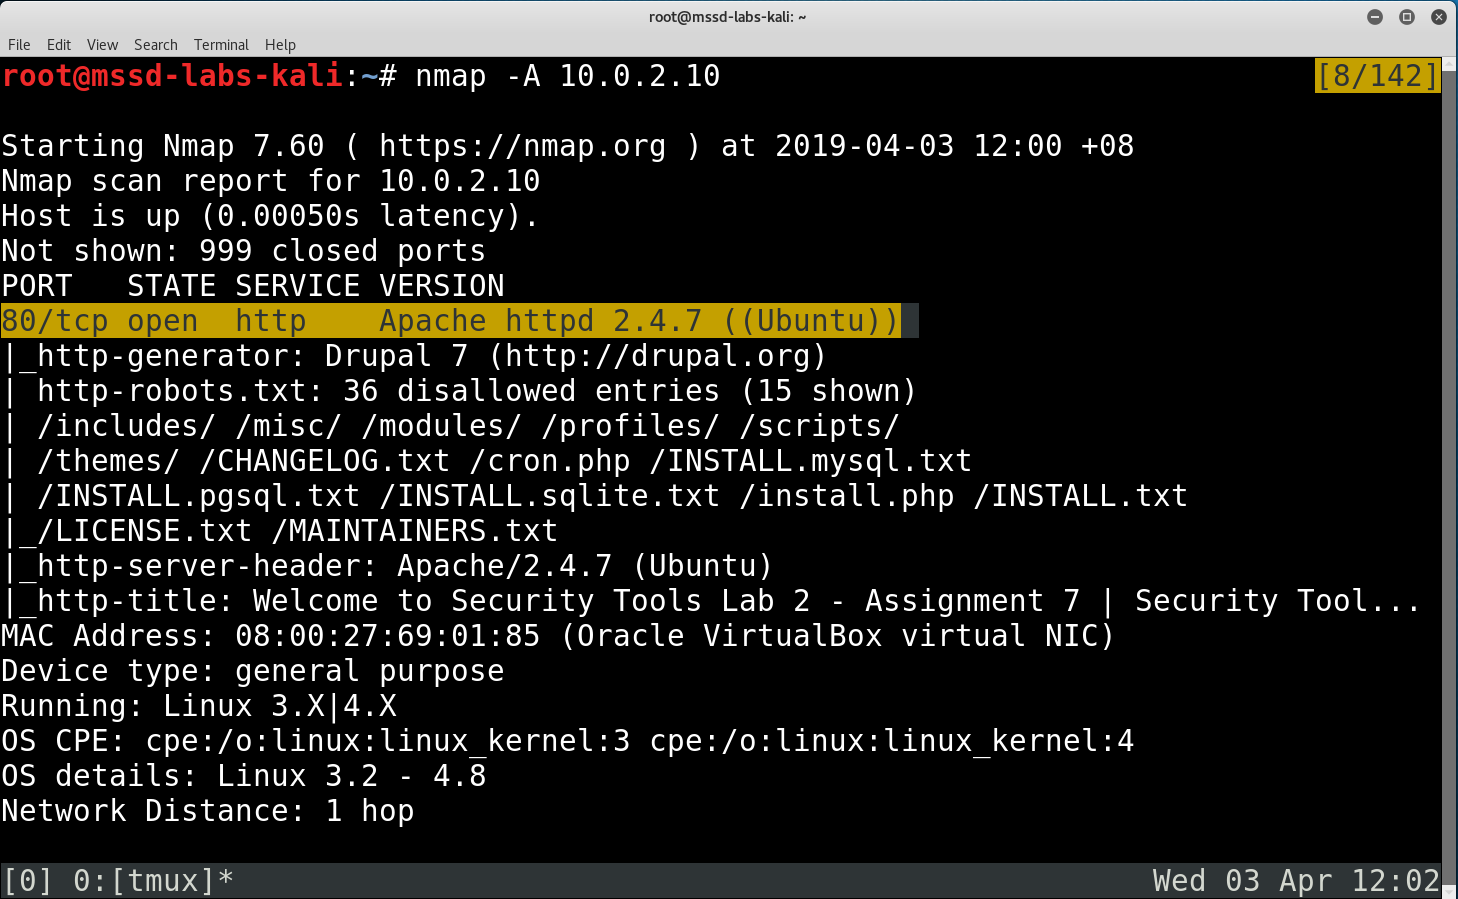 root@mssd-labs-kali: ~
File Edit View Search Terminal Help
root@mssd-labs-kali:~# nmap -A 10.0.2.10 [8/142]
Starting Nmap 7.60 ( https://nmap.org ) at 2019-04-03 12:00 +08
Nmap scan report for 10.0.2.10
Host is up (0.00050s latency).
Not shown: 999 closed ports
PORT   STATE SERVICE VERSION
80/tcp open  http    Apache httpd 2.4.7 ((Ubuntu))
|_http-generator: Drupal 7 (http://drupal.org)
| http-robots.txt: 36 disallowed entries (15 shown)
| /includes/ /misc/ /modules/ /profiles/ /scripts/
| /themes/ /CHANGELOG.txt /cron.php /INSTALL.mysql.txt
| /INSTALL.pgsql.txt /INSTALL.sqlite.txt /install.php /INSTALL.txt
|_/LICENSE.txt /MAINTAINERS.txt
|_http-server-header: Apache/2.4.7 (Ubuntu)
|_http-title: Welcome to Security Tools Lab 2 - Assignment 7 | Security Tool...
MAC Address: 08:00:27:69:01:85 (Oracle VirtualBox virtual NIC)
Device type: general purpose
Running: Linux 3.X|4.X
OS CPE: cpe:/o:linux:linux_kernel:3 cpe:/o:linux:linux_kernel:4
OS details: Linux 3.2 - 4.8
Network Distance: 1 hop
[0] 0:[tmux]* Wed 03 Apr 12:02